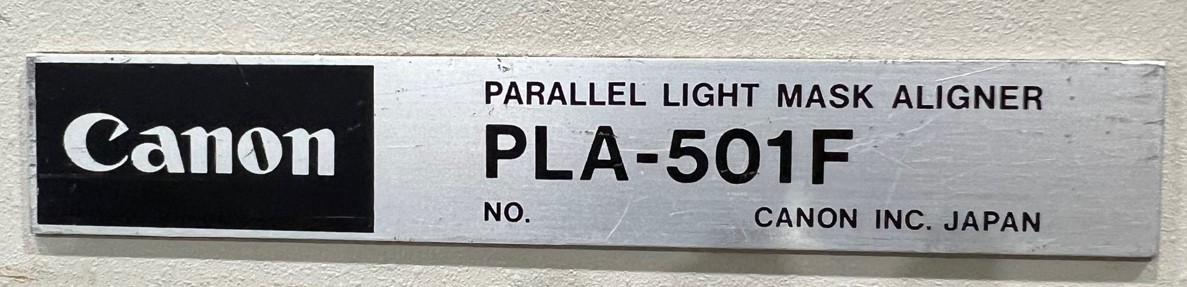 Canon
PARALLEL LIGHT MASK ALIGNER
PLA-501F
NO.
CANON INC. JAPAN